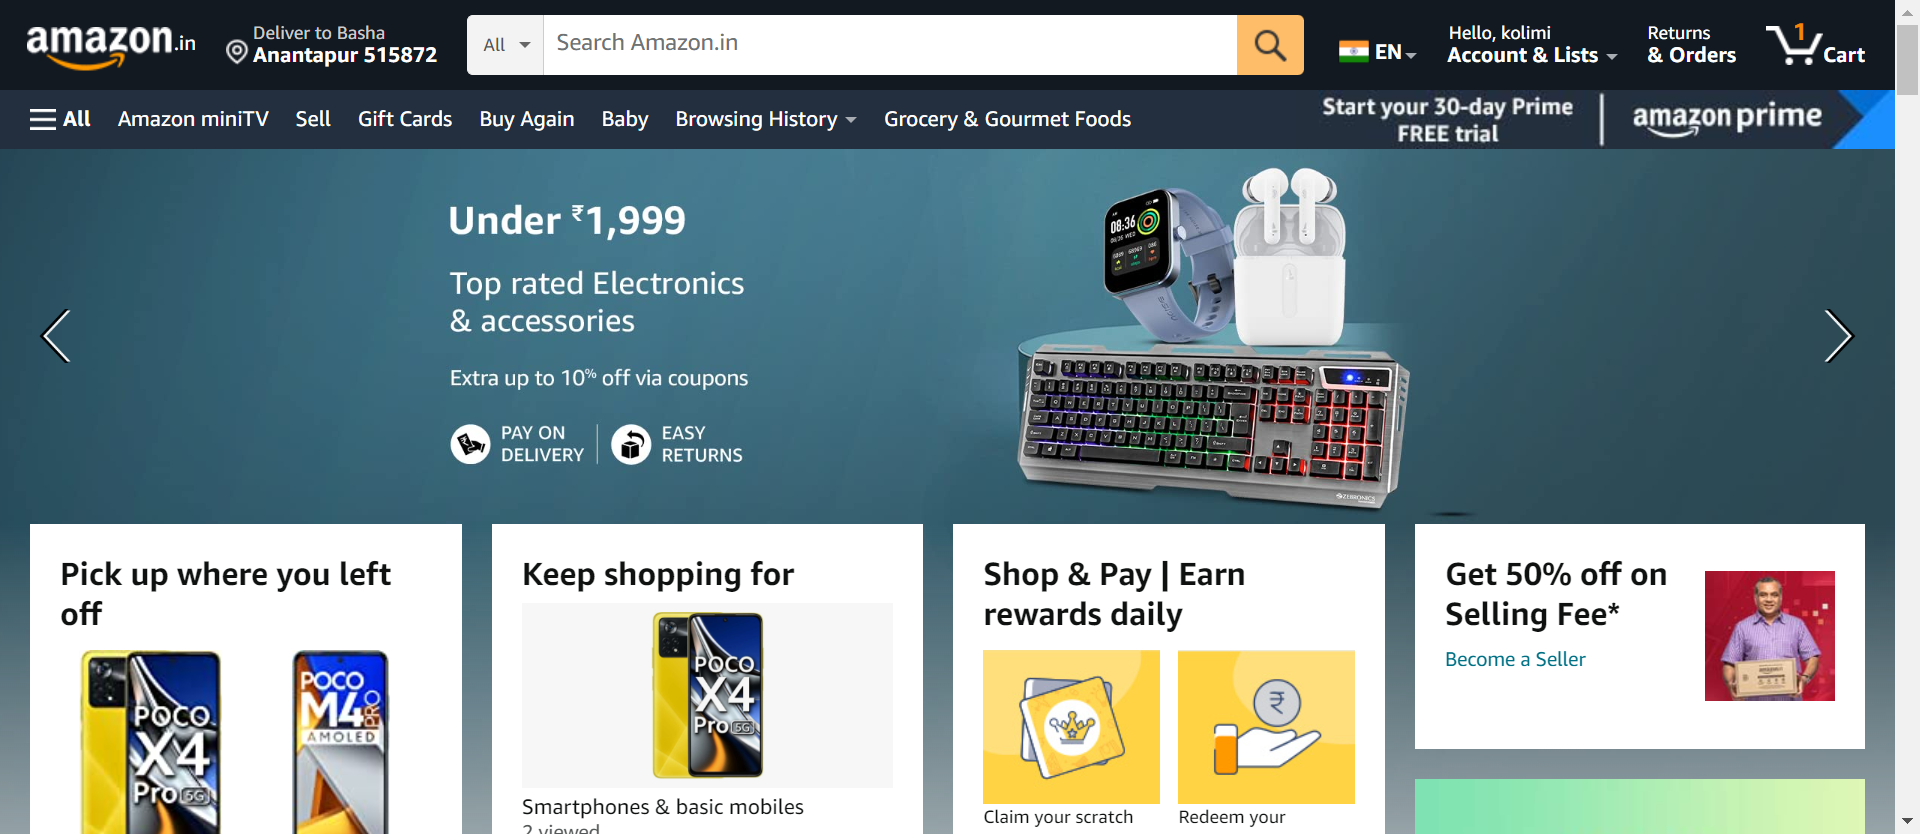 amazon.in
Deliver to Basha
Anantapur 515872
All
Search Amazon.in
EN
Hello, kolimi
Account & Lists
Returns
& Orders
1
Cart
All
Amazon miniTV
Sell
Gift Cards
Buy Again
Baby
Browsing History
Grocery & Gourmet Foods
Start your 30-day Prime
FREE trial
amazon prime
Under ₹1,999
Top rated Electronics
& accessories
Extra up to 10% off via coupons
PAY ON
DELIVERY
EASY
RETURNS
08:36
ZEBRONICS
Pick up where you left
off
POCO
X4
Pro 5G
POCO
M4
PRO
AMOLED
Keep shopping for
POCO
X4
Pro 5G
Smartphones & basic mobiles
2 viewed
Shop & Pay | Earn
rewards daily
₹
Claim your scratch
Redeem your
Get 50% off on
Selling Fee*
Become a Seller